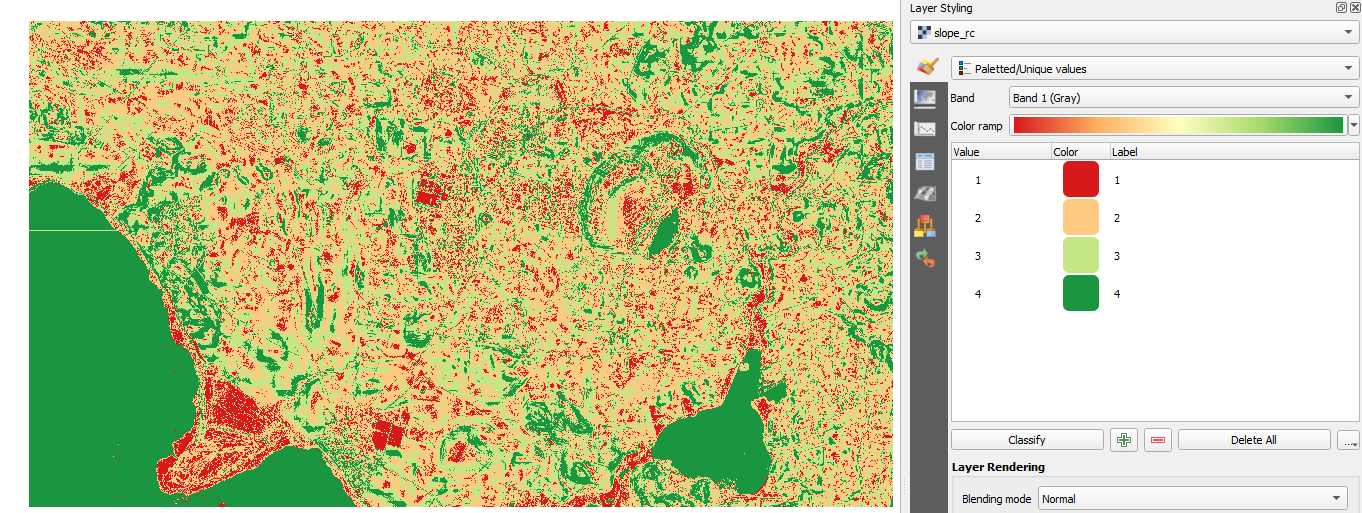 Layer Styling
slope_rc
Paletted/Unique values
Band Band 1 (Gray)
Color ramp
Value Color Label
1 1
2 2
3 3
4 4
Classify Delete All ...
Layer Rendering
Blending mode Normal